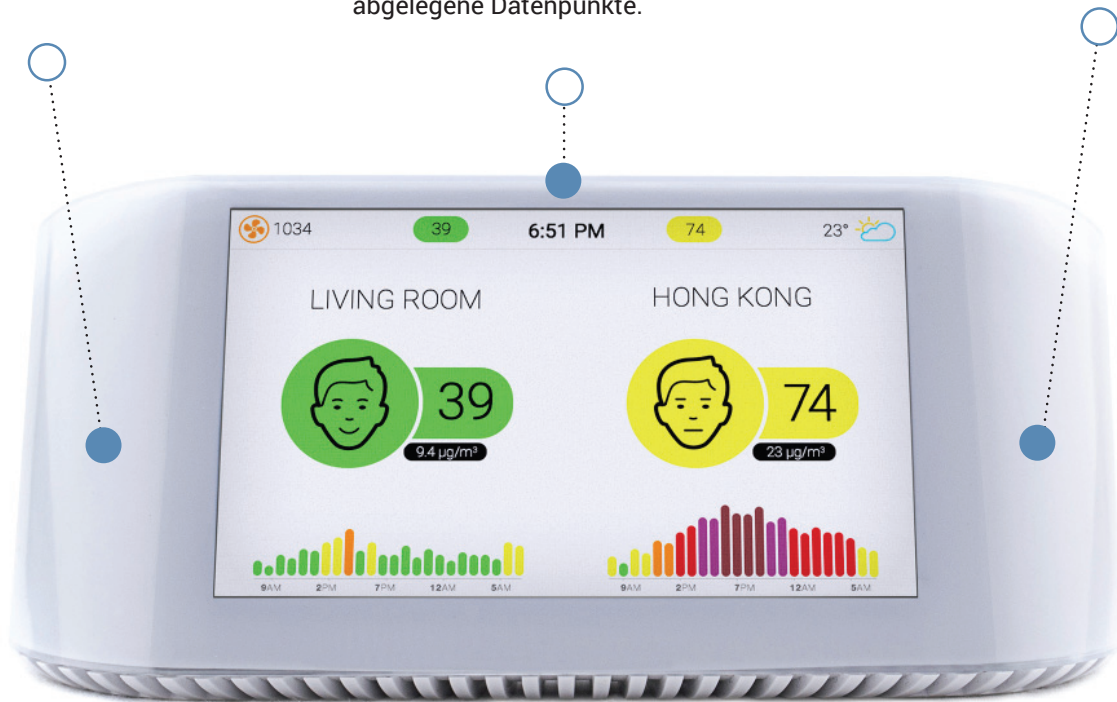 abgelegene Datenpunkte.
1034 39 6:51 PM 74 23°
LIVING ROOM
39
9.4 µg/m³
9AM 2PM 7PM 12AM 5AM
HONG KONG
74
23 µg/m³
9AM 2PM 7PM 12AM 5AM